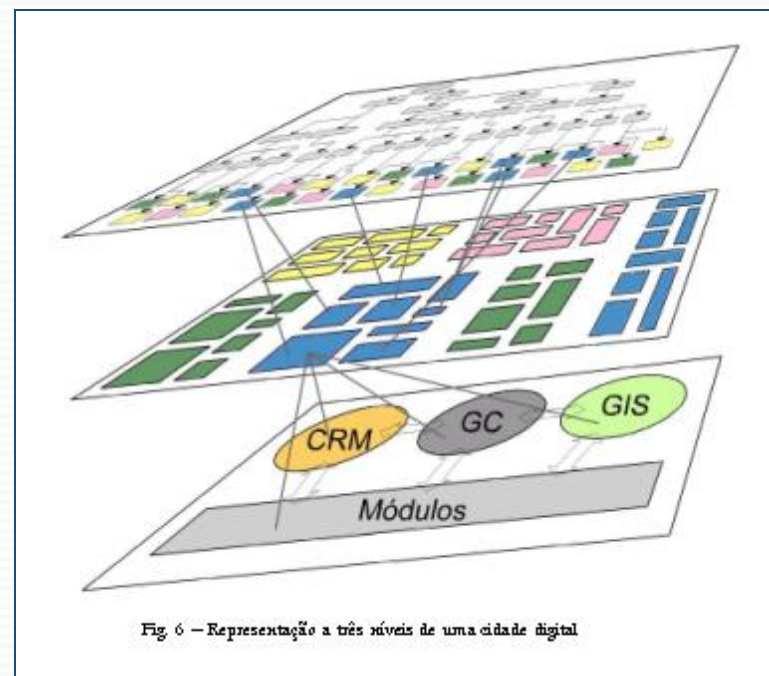 CRM
GC
GIS
Módulos
Fig. 6 – Representação a três níveis de uma cidade digital